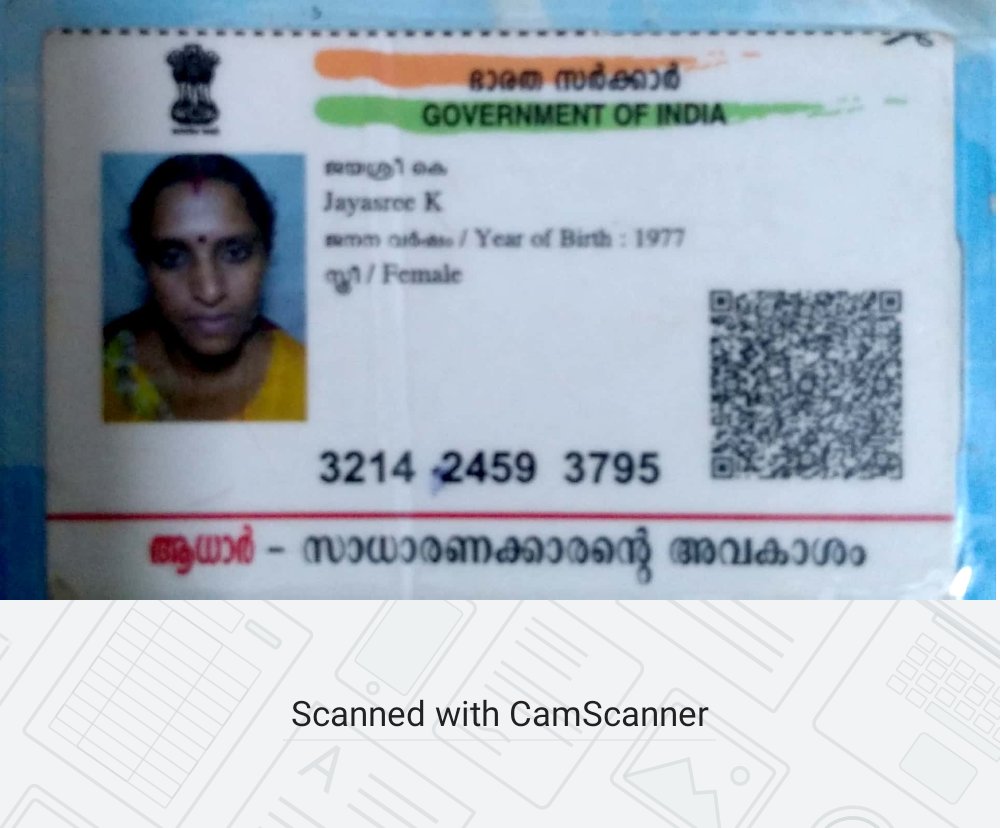 ഭാരത സർക്കാർ
GOVERNMENT OF INDIA
ജയശ്രീ കെ
Jayasree K
ജനന വർഷം / Year of Birth : 1977
സ്ത്രീ / Female
3214 2459 3795
ആധാർ - സാധാരണക്കാരന്റെ അവകാശം
Scanned with CamScanner